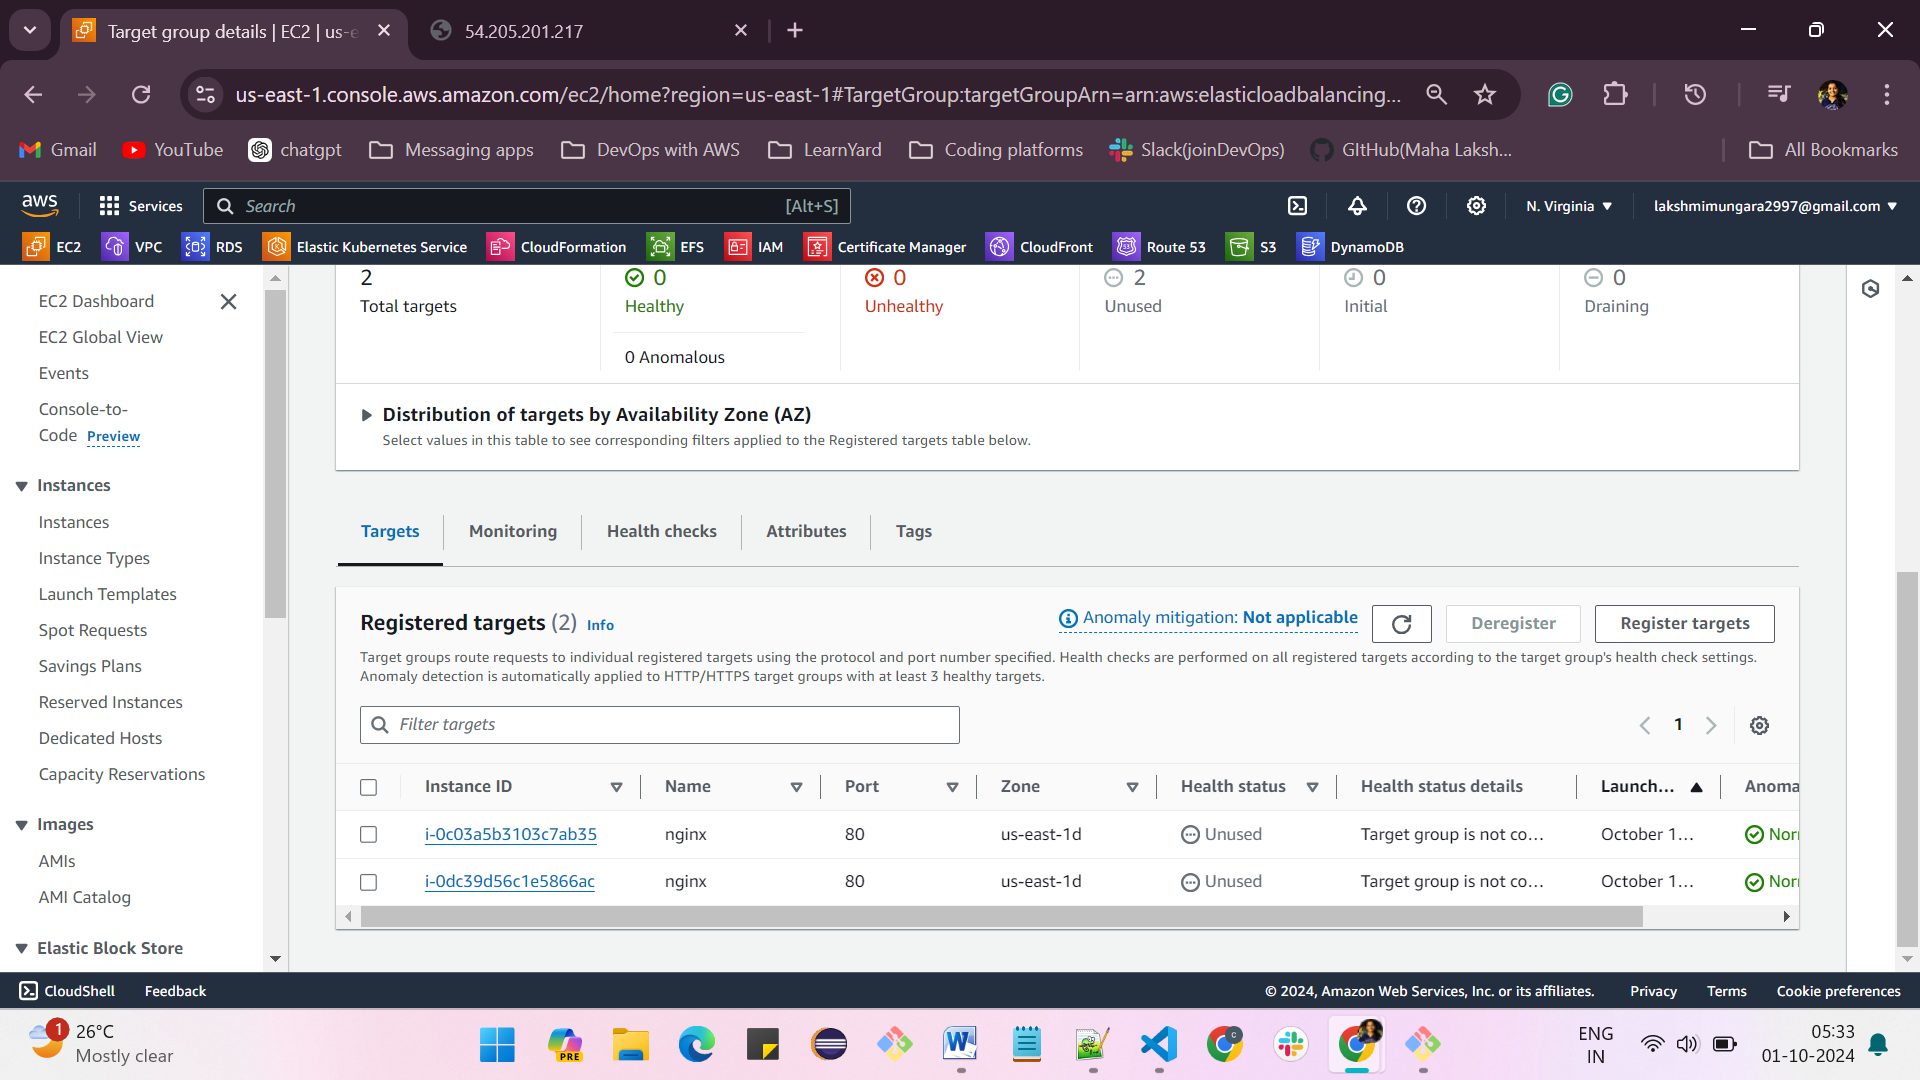 Target group details | EC2 | us-e
54.205.201.217
us-east-1.console.aws.amazon.com/ec2/home?region=us-east-1#TargetGroup:targetGroupArn=arn:aws:elasticloadbalancing...
Gmail
YouTube
chatgpt
Messaging apps
DevOps with AWS
LearnYard
Coding platforms
Slack(joinDevOps)
GItHub(Maha Laksh...
All Bookmarks
aws
Services
Search
[Alt+S]
N. Virginia
lakshmimungara2997@gmail.com
EC2
VPC
RDS
Elastic Kubernetes Service
CloudFormation
EFS
IAM
Certificate Manager
CloudFront
Route 53
S3
DynamoDB
EC2 Dashboard
EC2 Global View
Events
Console-to-
Code Preview
Instances
Instances
Instance Types
Launch Templates
Spot Requests
Savings Plans
Reserved Instances
Dedicated Hosts
Capacity Reservations
Images
AMIs
AMI Catalog
Elastic Block Store
2
Total targets
0
Healthy
0 Anomalous
0
Unhealthy
2
Unused
0
Initial
0
Draining
Distribution of targets by Availability Zone (AZ)
Select values in this table to see corresponding filters applied to the Registered targets table below.
Targets
Monitoring
Health checks
Attributes
Tags
Registered targets (2) Info
Anomaly mitigation: Not applicable
Deregister
Register targets
Target groups route requests to individual registered targets using the protocol and port number specified. Health checks are performed on all registered targets according to the target group's health check settings.
Anomaly detection is automatically applied to HTTP/HTTPS target groups with at least 3 healthy targets.
Filter targets
1
Instance ID
Name
Port
Zone
Health status
Health status details
Launch...
Anoma
i-0c03a5b3103c7ab35
nginx
80
us-east-1d
Unused
Target group is not co...
October 1...
Nor
i-0dc39d56c1e5866ac
nginx
80
us-east-1d
Unused
Target group is not co...
October 1...
Nor
CloudShell
Feedback
© 2024, Amazon Web Services, Inc. or its affiliates.
Privacy
Terms
Cookie preferences
1
26°C
Mostly clear
PRE
ENG
IN
05:33
01-10-2024